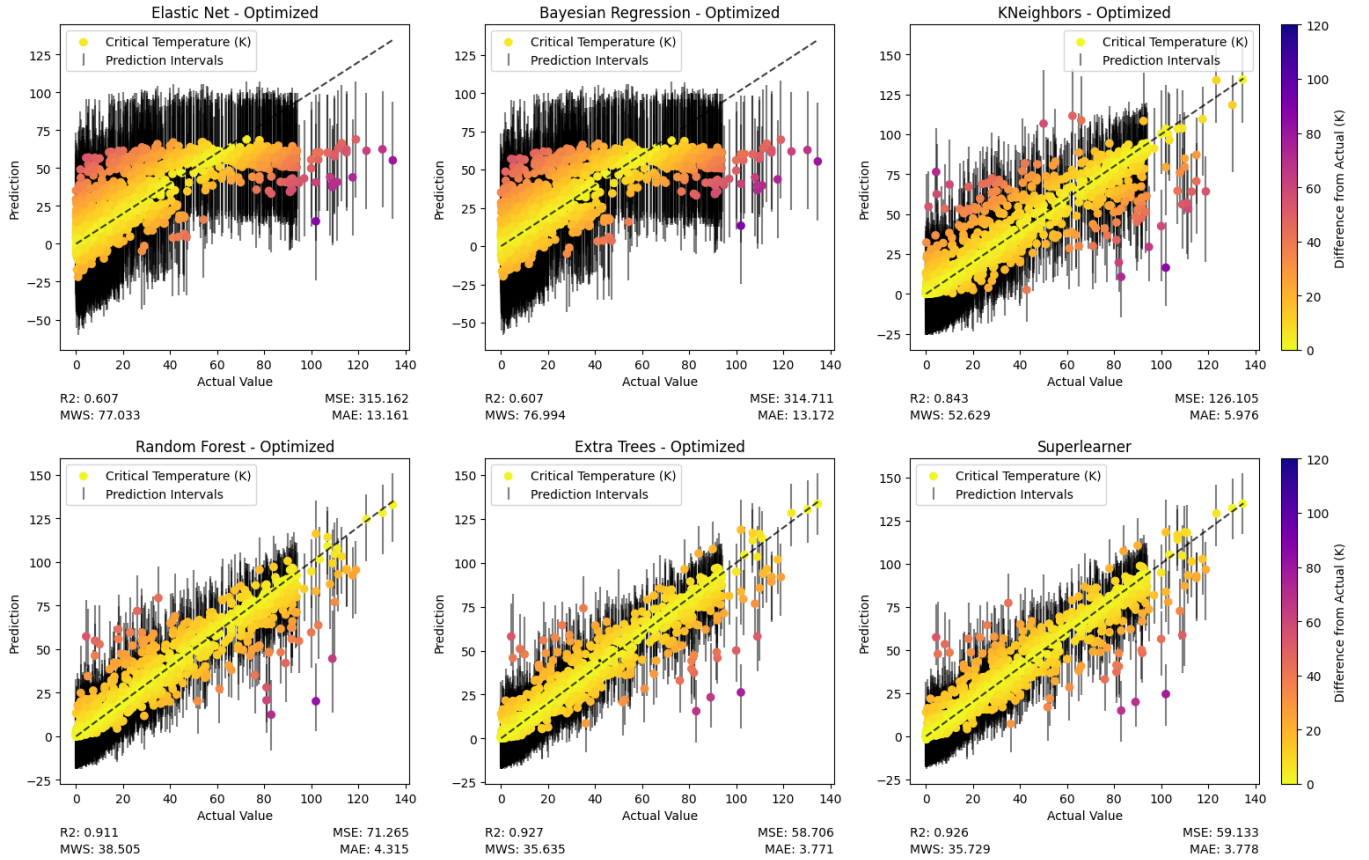 Elastic Net - Optimized
Critical Temperature (K)
Prediction Intervals
Prediction
125
100
75
50
25
0
−25
−50
0 20 40 60 80 100 120 140
Actual Value
R2: 0.607 MSE: 315.162
MWS: 77.033 MAE: 13.161
Bayesian Regression - Optimized
Critical Temperature (K)
Prediction Intervals
Prediction
125
100
75
50
25
0
−25
−50
0 20 40 60 80 100 120 140
Actual Value
R2: 0.607 MSE: 314.711
MWS: 76.994 MAE: 13.172
KNeighbors - Optimized
Critical Temperature (K)
Prediction Intervals
Prediction
150
125
100
75
50
25
0
−25
0 20 40 60 80 100 120 140
Actual Value
R2: 0.843 MSE: 126.105
MWS: 52.629 MAE: 5.976
120
100
80
60
40
20
0
Difference from Actual (K)
Random Forest - Optimized
Critical Temperature (K)
Prediction Intervals
Prediction
150
125
100
75
50
25
0
−25
0 20 40 60 80 100 120 140
Actual Value
R2: 0.911 MSE: 71.265
MWS: 38.505 MAE: 4.315
Extra Trees - Optimized
Critical Temperature (K)
Prediction Intervals
Prediction
150
125
100
75
50
25
0
−25
0 20 40 60 80 100 120 140
Actual Value
R2: 0.927 MSE: 58.706
MWS: 35.635 MAE: 3.771
Superlearner
Critical Temperature (K)
Prediction Intervals
Prediction
150
125
100
75
50
25
0
−25
0 20 40 60 80 100 120 140
Actual Value
R2: 0.926 MSE: 59.133
MWS: 35.729 MAE: 3.778
120
100
80
60
40
20
0
Difference from Actual (K)